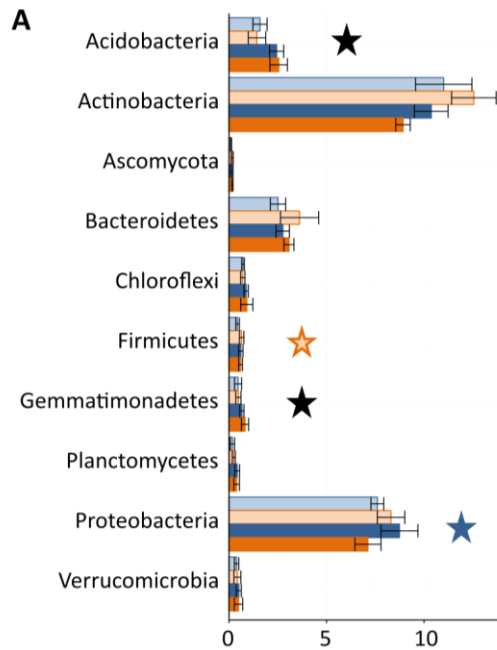 A
Acidobacteria
Actinobacteria
Ascomycota
Bacteroidetes
Chloroflexi
Firmicutes
Gemmatimonadetes
Planctomycetes
Proteobacteria
Verrucomicrobia
0 5 10